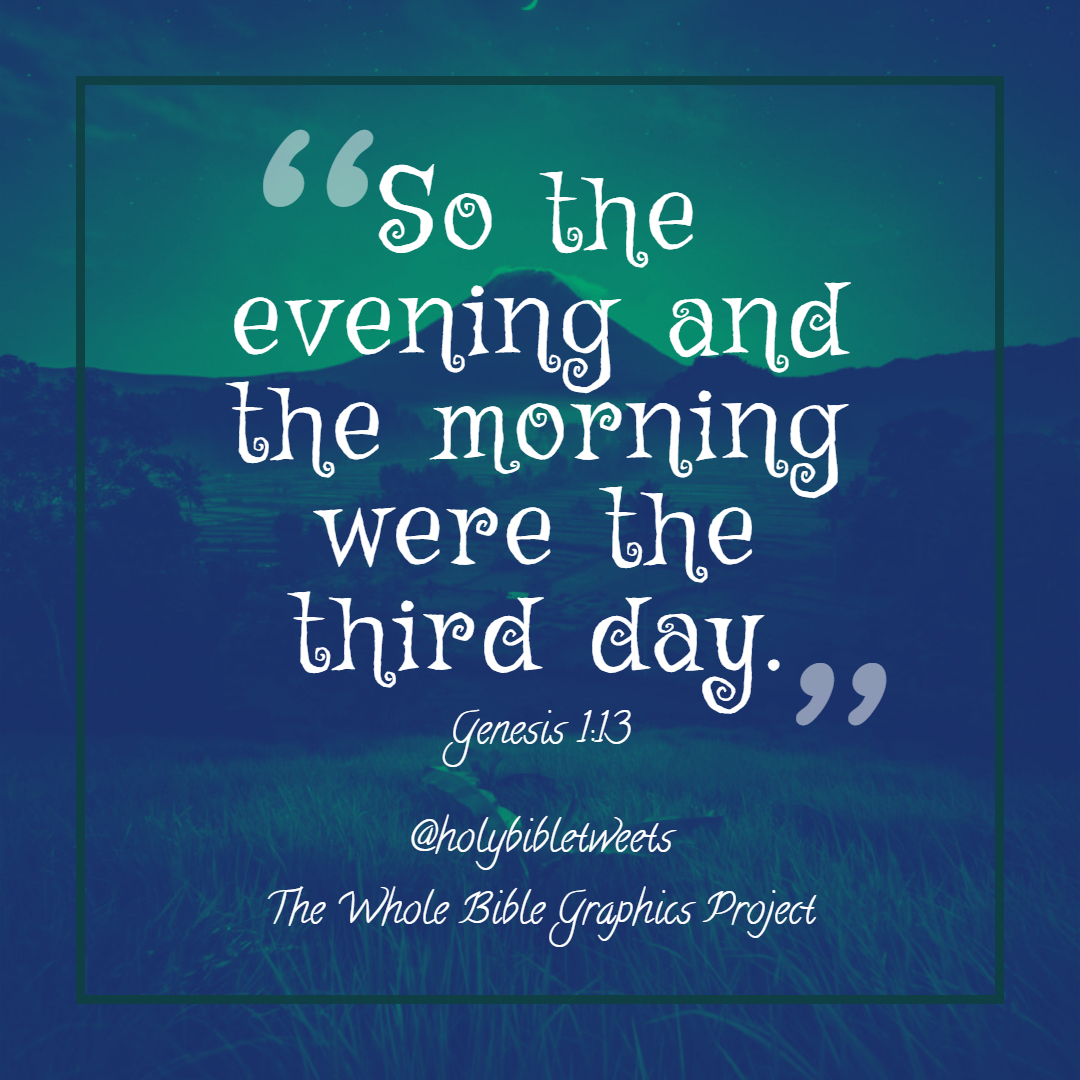 “So the
evening and
the morning
were the
third day.”
Genesis 1:13
@holybibletweets
The Whole Bible Graphics Project